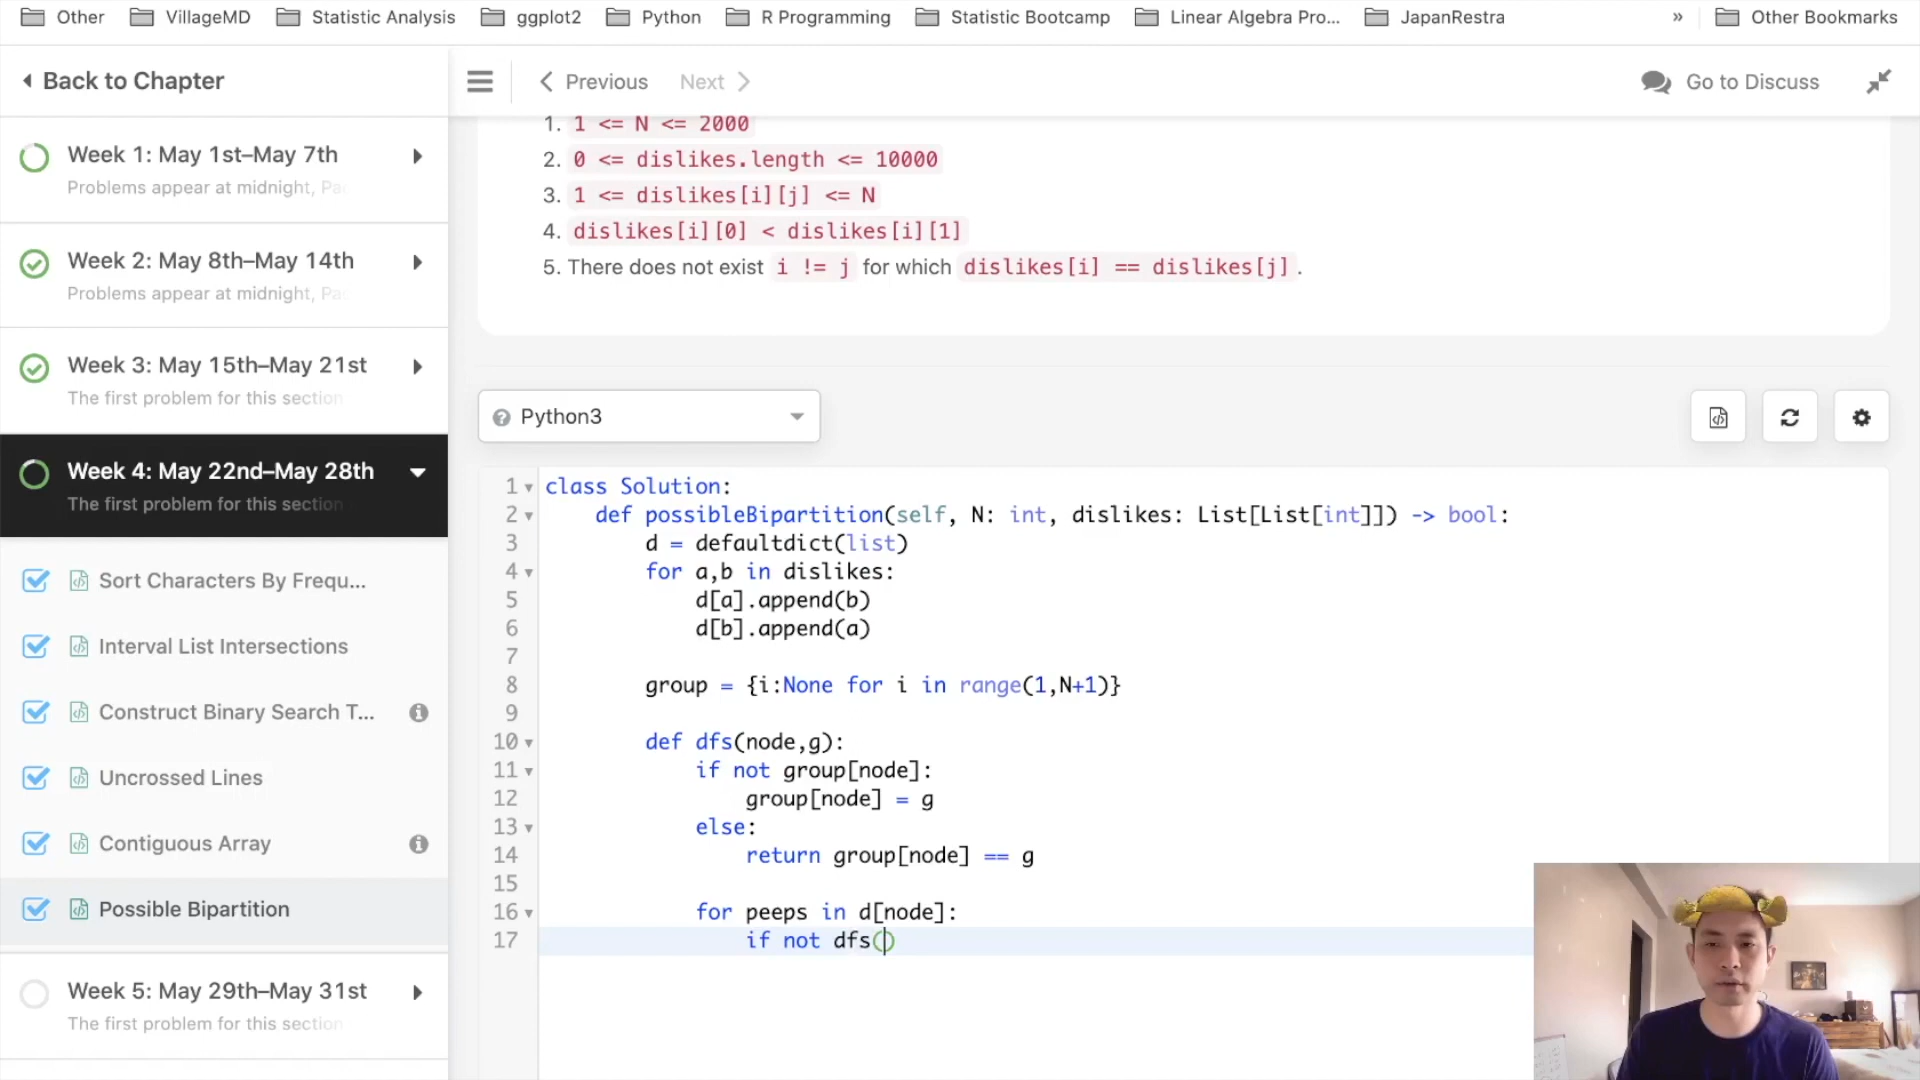 Other VillageMD Statistic Analysis ggplot2 Python R Programming Statistic Bootcamp Linear Algebra Pro... JapanRestra » Other Bookmarks
Back to Chapter
Previous Next Go to Discuss
Week 1: May 1st–May 7th
Problems appear at midnight, Pac
Week 2: May 8th–May 14th
Problems appear at midnight, Pac
Week 3: May 15th–May 21st
The first problem for this section
Week 4: May 22nd–May 28th
The first problem for this section
Sort Characters By Frequ...
Interval List Intersections
Construct Binary Search T...
Uncrossed Lines
Contiguous Array
Possible Bipartition
Week 5: May 29th–May 31st
The first problem for this section
1. 1 <= N <= 2000
2. 0 <= dislikes.length <= 10000
3. 1 <= dislikes[i][j] <= N
4. dislikes[i][0] < dislikes[i][1]
5. There does not exist i != j for which dislikes[i] == dislikes[j].
Python3
1 class Solution:
2 def possibleBipartition(self, N: int, dislikes: List[List[int]]) -> bool:
3 d = defaultdict(list)
4 for a,b in dislikes:
5 d[a].append(b)
6 d[b].append(a)
7
8 group = {i:None for i in range(1,N+1)}
9
10 def dfs(node,g):
11 if not group[node]:
12 group[node] = g
13 else:
14 return group[node] == g
15
16 for peeps in d[node]:
17 if not dfs()